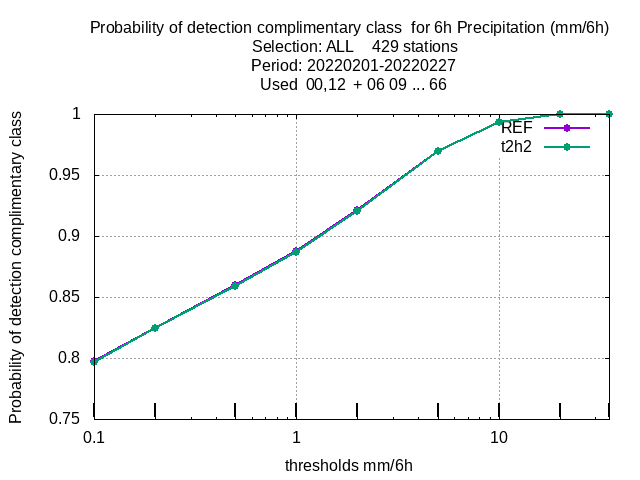 Probability of detection complimentary class  for 6h Precipitation (mm/6h)
Selection: ALL    429 stations
Period: 20220201-20220227
Used  00,12  + 06 09 ... 66
Probability of detection complimentary class
1
0.95
0.9
0.85
0.8
0.75
REF
t2h2
0.1
1
10
thresholds mm/6h